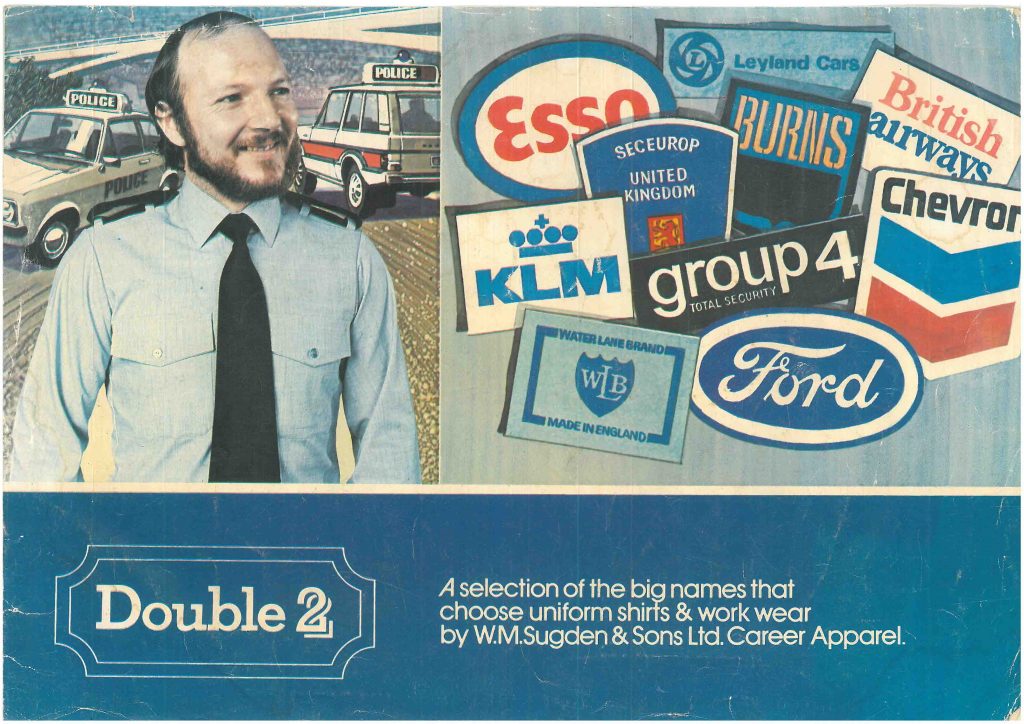 POLICE
POLICE
POLICE
Esso
L
Leyland Cars
SECEUROP
UNITED
KINGDOM
BURNS
British
airways
Chevron
KLM
group 4
TOTAL SECURITY
WATER LANE BRAND
WLB
MADE IN ENGLAND
Ford
Double 2
A selection of the big names that
choose uniform shirts & work wear
by W.M.Sugden & Sons Ltd. Career Apparel.